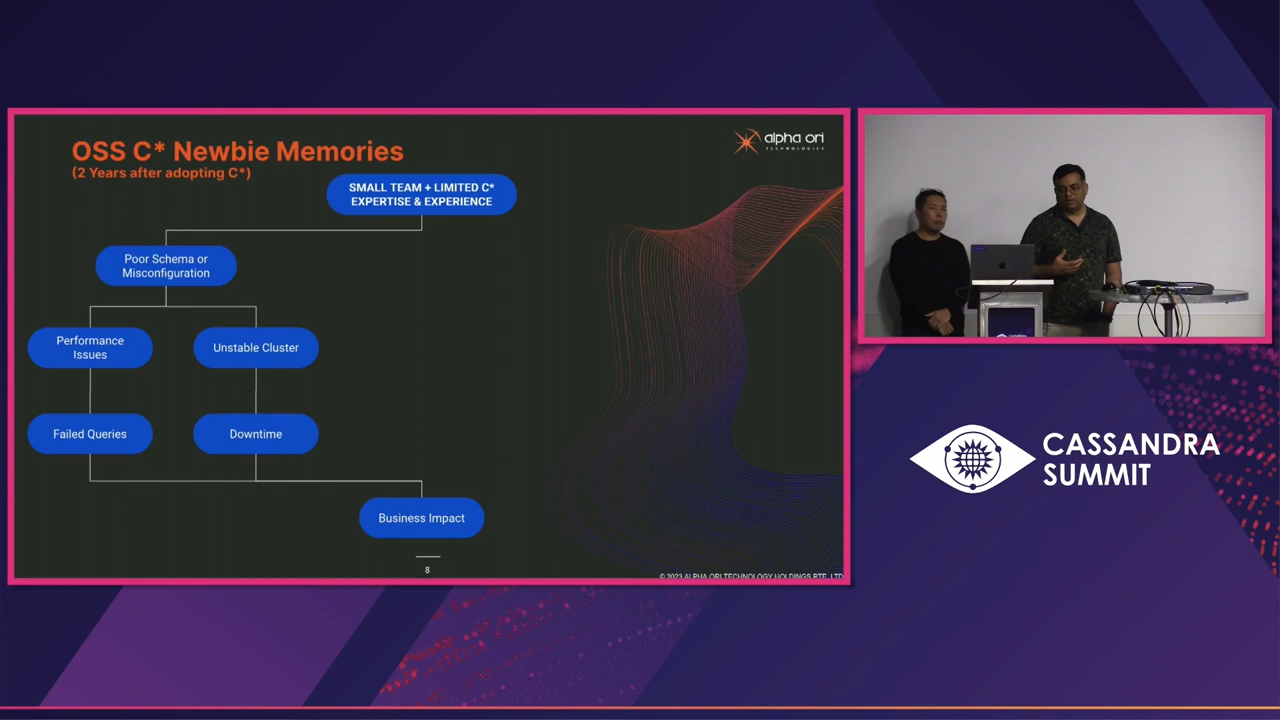 OSS C* Newbie Memories
(2 Years after adopting C*)
alpha ori
TECHNOLOGIES
SMALL TEAM + LIMITED C*
EXPERTISE & EXPERIENCE
Poor Schema or
Misconfiguration
Performance
Issues
Unstable Cluster
Failed Queries
Downtime
Business Impact
8
© 2023 ALPHA ORI TECHNOLOGY HOLDINGS PTE. LTD
CASSANDRA
SUMMIT